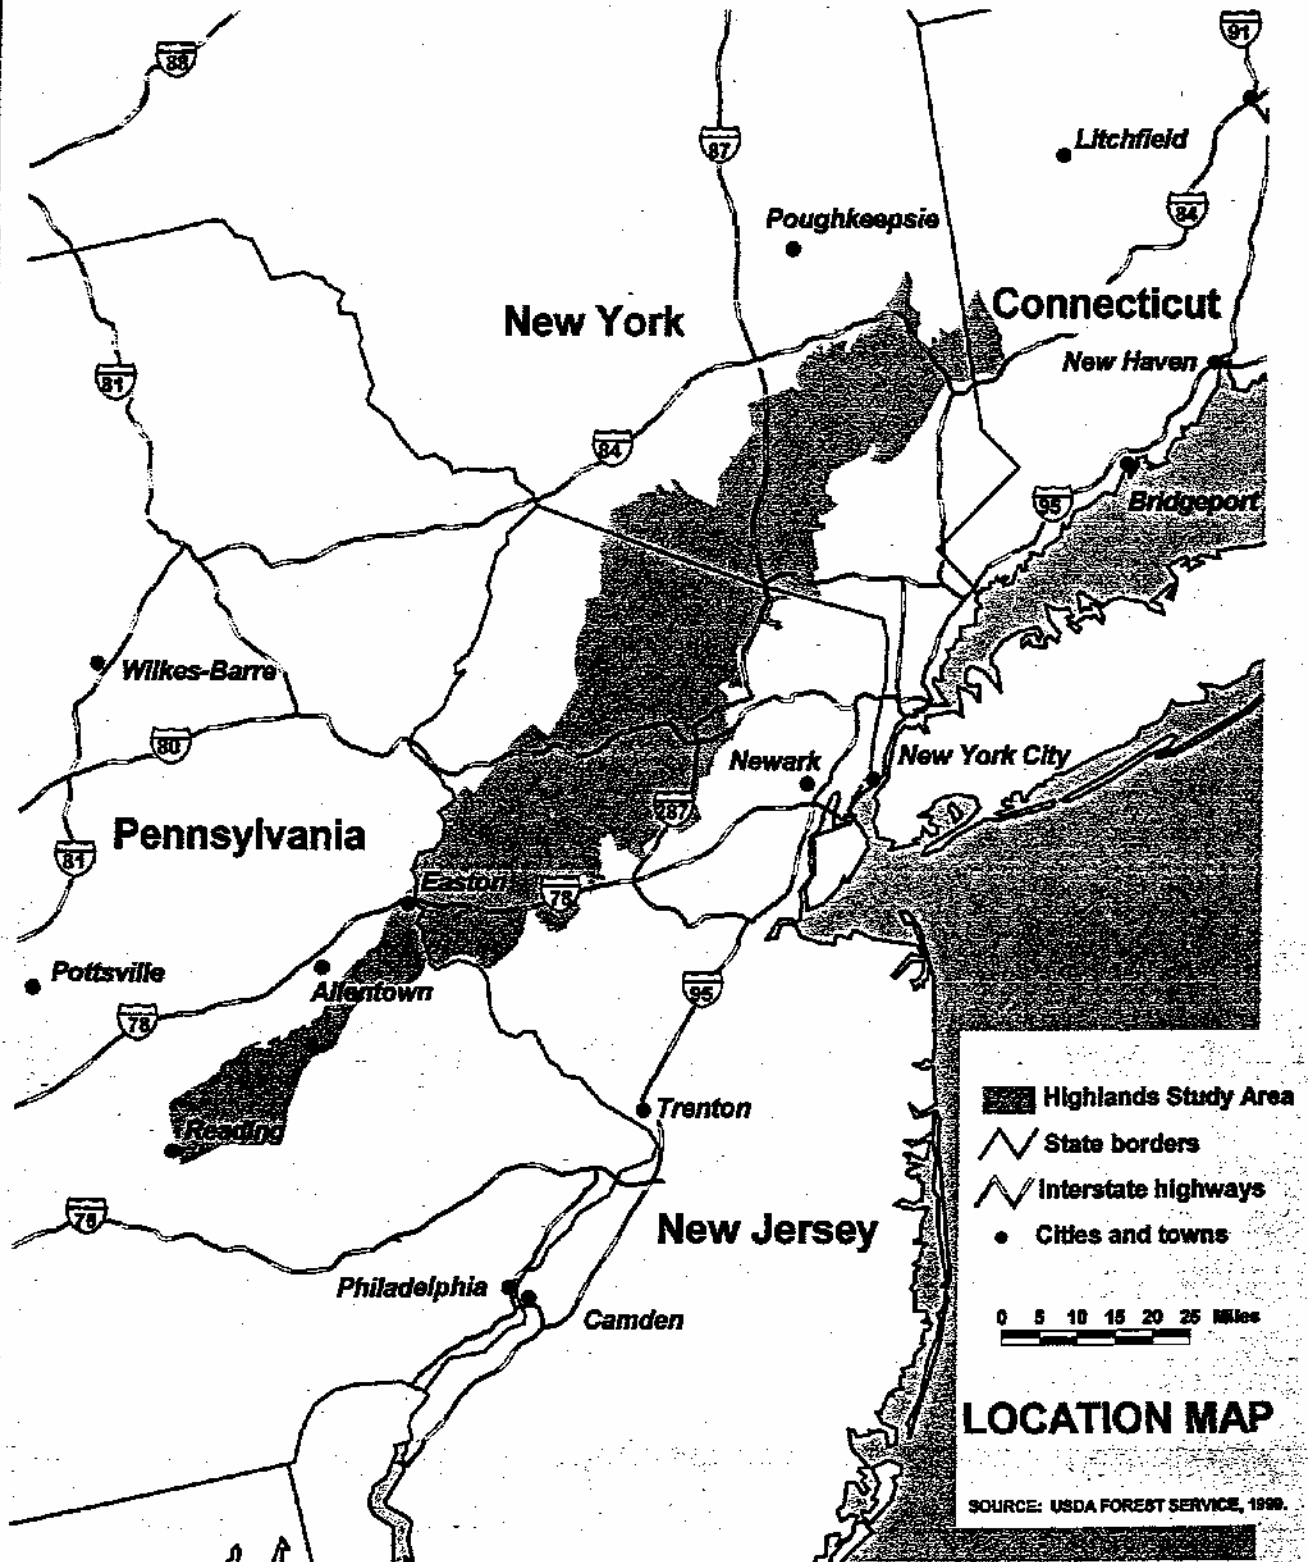 91
88
87
Litchfield
84
Poughkeepsie
New York
Connecticut
New Haven
81
84
95
Bridgeport
Wilkes-Barre
80
Newark
New York City
287
Pennsylvania
81
Easton
78
Pottsville
Allentown
78
95
Highlands Study Area
Trenton
Reading
State borders
Interstate highways
76
New Jersey
Cities and towns
Philadelphia
Camden
0 5 10 15 20 25 Miles
LOCATION MAP
SOURCE: USDA FOREST SERVICE, 1999.